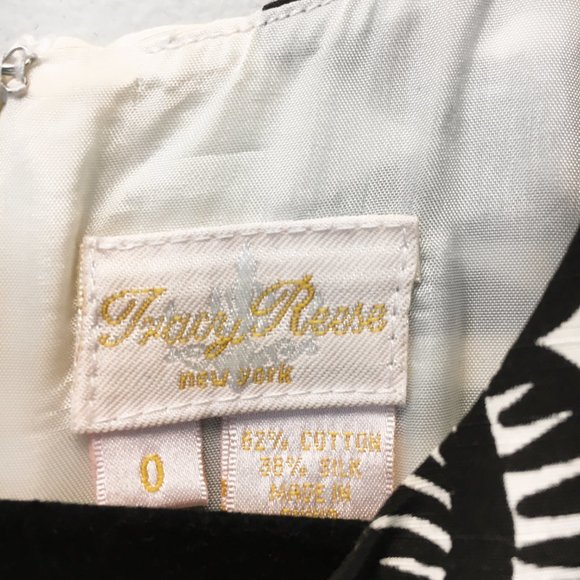 Tracy Reese
new york
0
62% COTTON
38% SILK
MADE IN